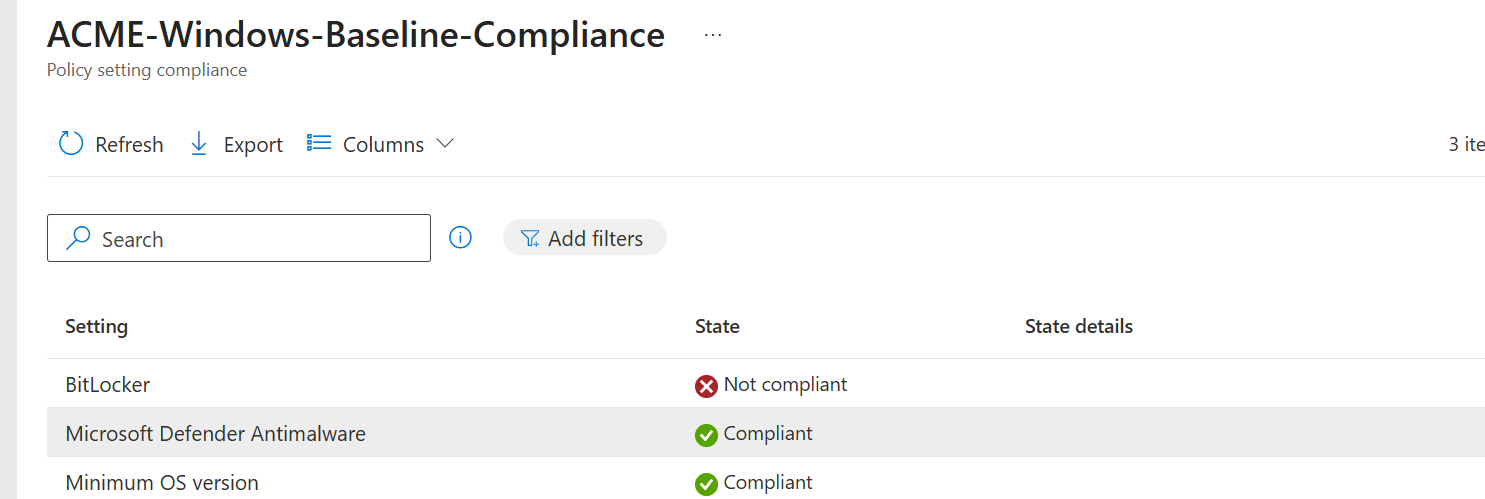 ACME-Windows-Baseline-Compliance ...
Policy setting compliance
Refresh Export Columns 3 ite
Search Add filters
Setting State State details
BitLocker Not compliant
Microsoft Defender Antimalware Compliant
Minimum OS version Compliant